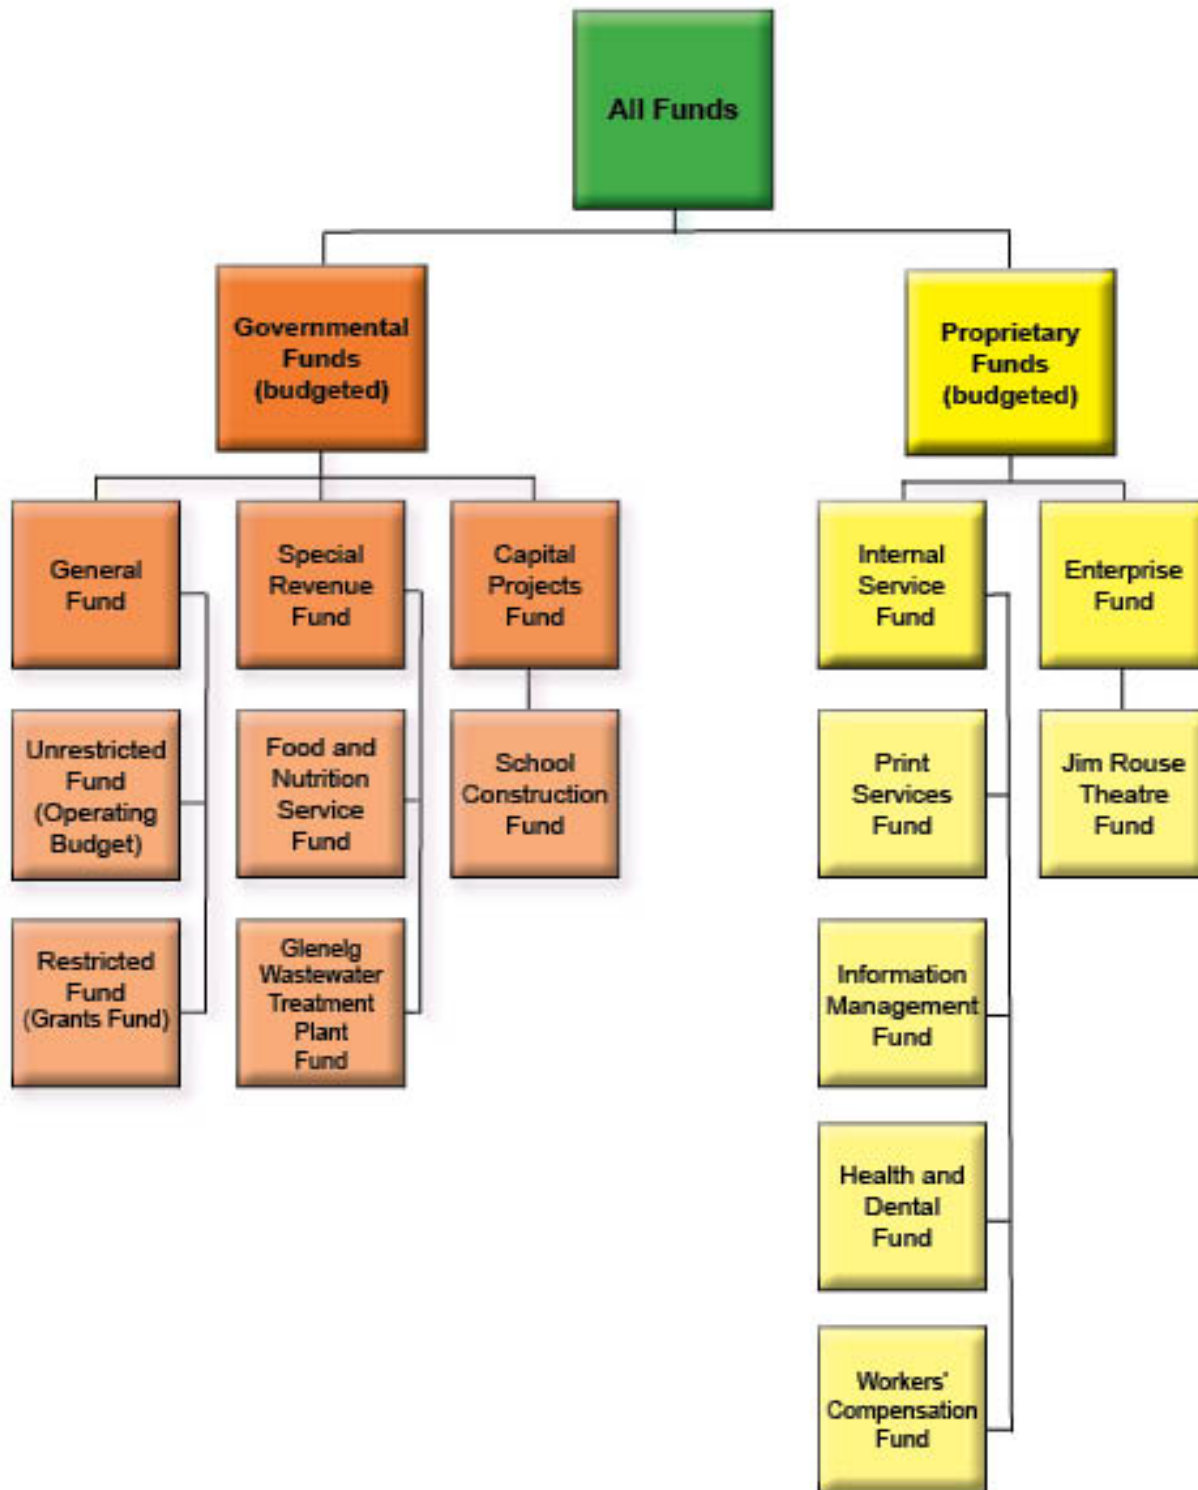 All Funds
Governmental
Funds
(budgeted)
Proprietary
Funds
(budgeted)
General
Fund
Special
Revenue
Fund
Capital
Projects
Fund
Internal
Service
Fund
Enterprise
Fund
Unrestricted
Fund
(Operating
Budget)
Food and
Nutrition
Service
Fund
School
Construction
Fund
Print
Services
Fund
Jim Rouse
Theatre
Fund
Restricted
Fund
(Grants Fund)
Glenelg
Wastewater
Treatment
Plant
Fund
Information
Management
Fund
Health and
Dental
Fund
Workers'
Compensation
Fund